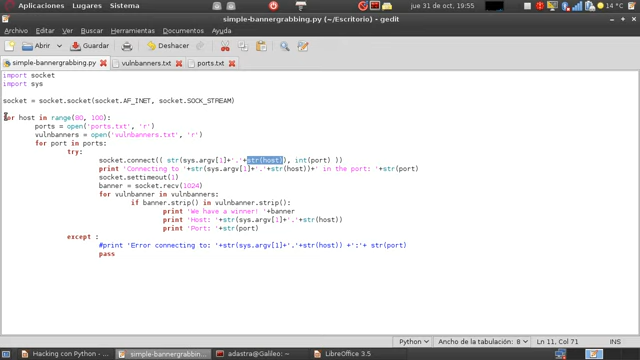 Aplicaciones Lugares Sistema
jue 31 oct, 19:55
14 °C
simple-bannergrabbing.py (~/Escritorio) - gedit
Archivo Editar Ver Buscar Herramientas Documentos Ayuda
Abrir Guardar Deshacer
simple-bannergrabbing.py vulnbanners.txt ports.txt
import socket
import sys
socket = socket.socket(socket.AF_INET, socket.SOCK_STREAM)
for host in range(80, 100):
ports = open('ports.txt', 'r')
vulnbanners = open('vulnbanners.txt', 'r')
for port in ports:
try:
socket.connect(( str(sys.argv[1]+'.'+str(host)), int(port) ))
print 'Connecting to '+str(sys.argv[1]+'.'+str(host))+' in the port: '+str(port)
socket.settimeout(1)
banner = socket.recv(1024)
for vulnbanner in vulnbanners:
if banner.strip() in vulnbanner.strip():
print 'We have a winner! '+banner
print 'Host: '+str(sys.argv[1]+'.'+str(host))
print 'Port: '+str(port)
except :
#print 'Error connecting to: '+str(sys.argv[1]+'.'+str(host)) +':'+ str(port)
pass
Python Ancho de tabulación: 8 Ln 11, Col 71 INS
Hacking con Python - ... simple-bannergrabbin... adastra@Galileo: ~ LibreOffice 3.5